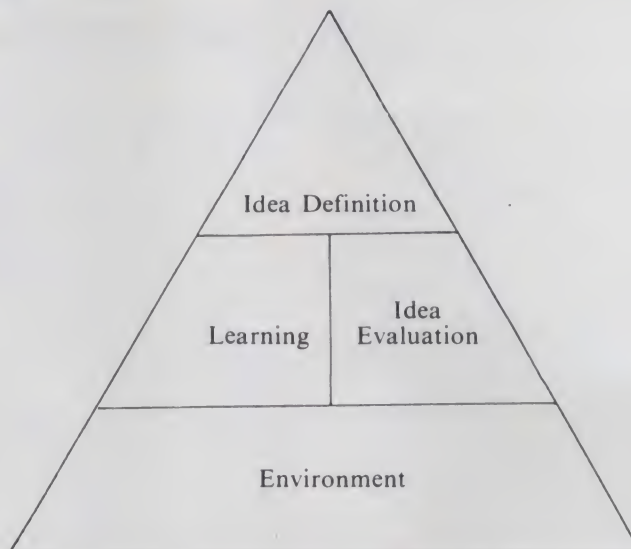 Idea Definition
Learning
Idea
Evaluation
Environment